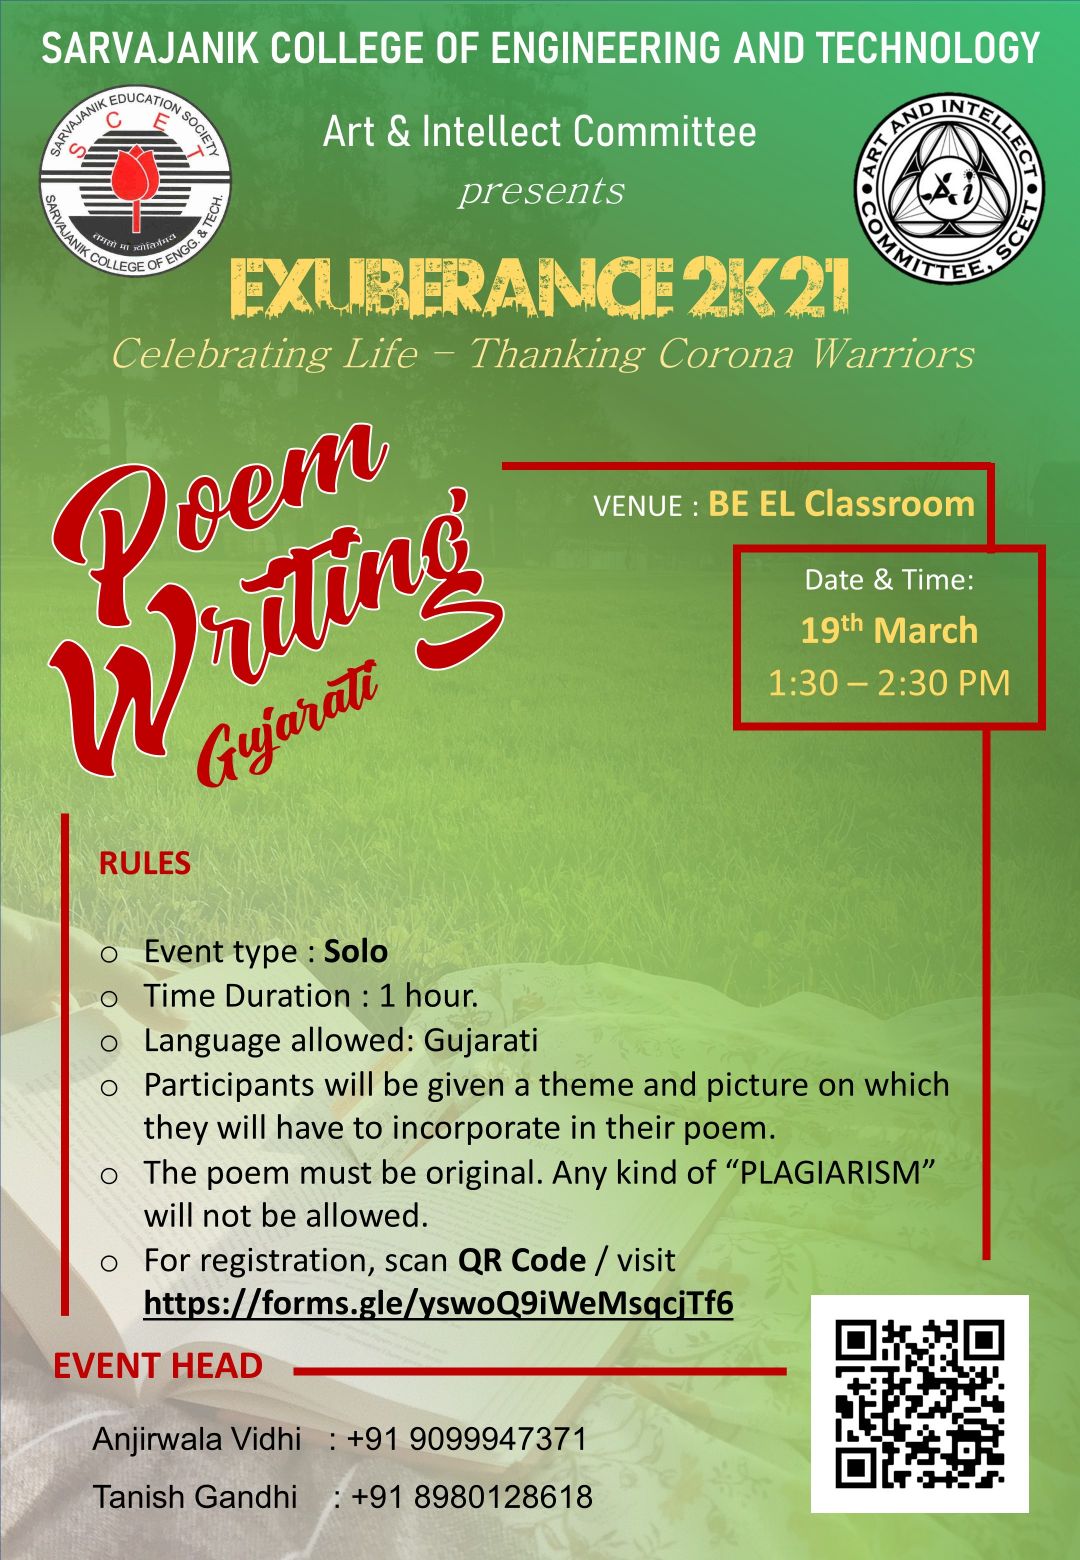 SARVAJANIK COLLEGE OF ENGINEERING AND TECHNOLOGY
SARVAJANIK EDUCATION SOCIETY
SCET
SARVAJANIK COLLEGE OF ENGG. & TECH.
Art & Intellect Committee
presents
ART AND INTELLECT
Ai
COMMITTEE, SCET
EXUBERANCE 2K21
Celebrating Life – Thanking Corona Warriors
Poem
Writing
Gujarati
VENUE : BE EL Classroom
Date & Time:
19th March
1:30 – 2:30 PM
RULES
o Event type : Solo
o Time Duration : 1 hour.
o Language allowed: Gujarati
o Participants will be given a theme and picture on which
they will have to incorporate in their poem.
o The poem must be original. Any kind of “PLAGIARISM”
will not be allowed.
o For registration, scan QR Code / visit
https://forms.gle/yswoQ9iWeMsqcjTf6
EVENT HEAD
Anjirwala Vidhi : +91 9099947371
Tanish Gandhi : +91 8980128618